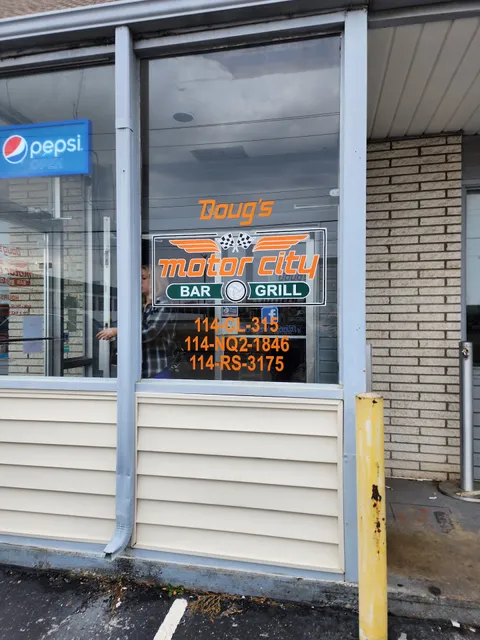 pepsi
Doug's
motor city
BAR GRILL
114-CL-315
114-NQ2-1846
114-RS-3175